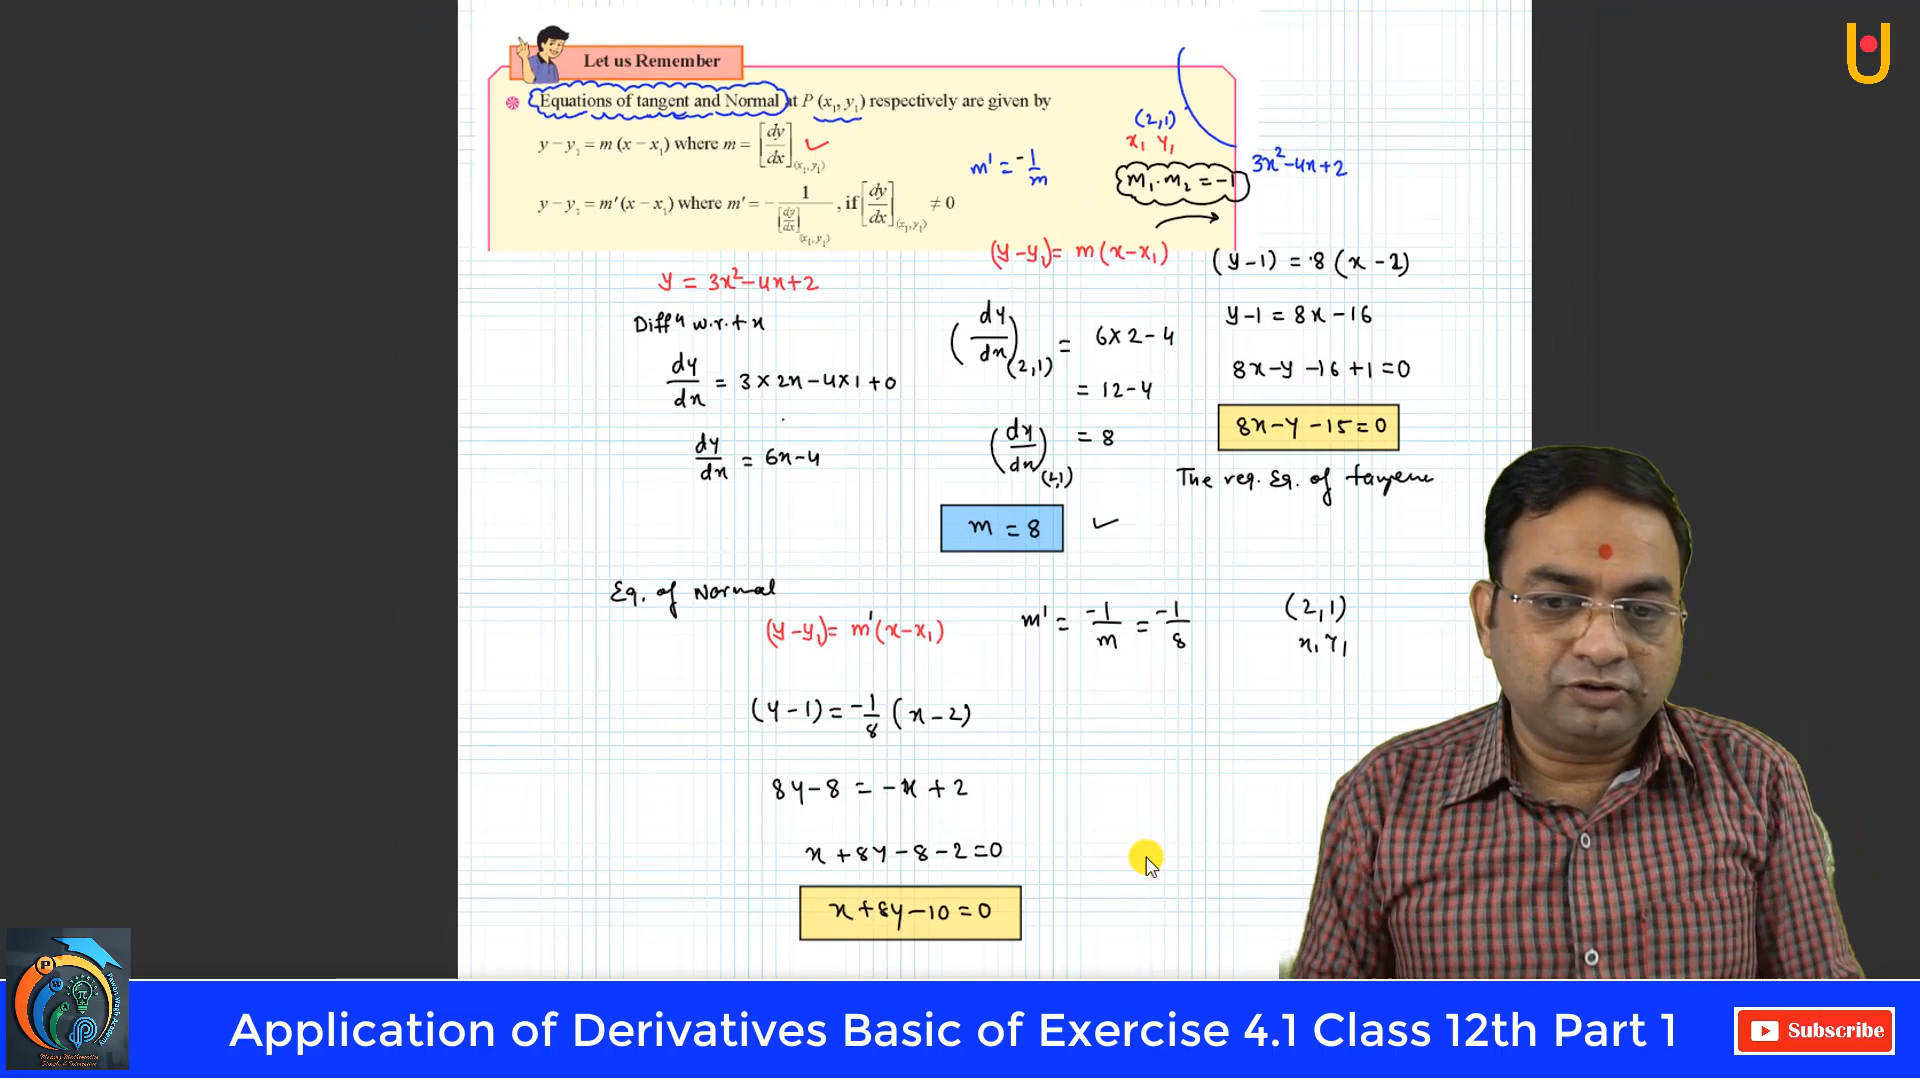 Let us Remember
Equations of tangent and Normal at P (x₁, y₁) respectively are given by
y − y₁ = m (x − x₁) where m = [dy/dx](x₁, y₁)
y − y₁ = m′ (x − x₁) where m′ = − 1/[dy/dx](x₁, y₁), if [dy/dx](x₁, y₁) ≠ 0
m' = -1/m
(2,1)
x₁ y₁
m₁ · m₂ = -1
3x² - 4x + 2
y = 3x² - 4x + 2
Diff w.r.t x
dy/dx = 3 × 2x - 4×1 + 0
dy/dx = 6x - 4
(y - y₁) = m (x - x₁)
(dy/dx)(2,1) = 6×2 - 4
= 12 - 4
(dy/dx)(2,1) = 8
m = 8
(y - 1) = 8 (x - 2)
y - 1 = 8x - 16
8x - y - 16 + 1 = 0
8x - y - 15 = 0
The req. Eq. of
Eq. of Normal
(y - y₁) = m' (x - x₁)
m' = -1/m = -1/8
(2,1)
x₁ y₁
(y - 1) = -1/8 (x - 2)
8y - 8 = -x + 2
x + 8y - 8 - 2 = 0
x + 8y - 10 = 0
Application of Derivatives Basic of Exercise 4.1 Class 12th Part 1
Subscribe